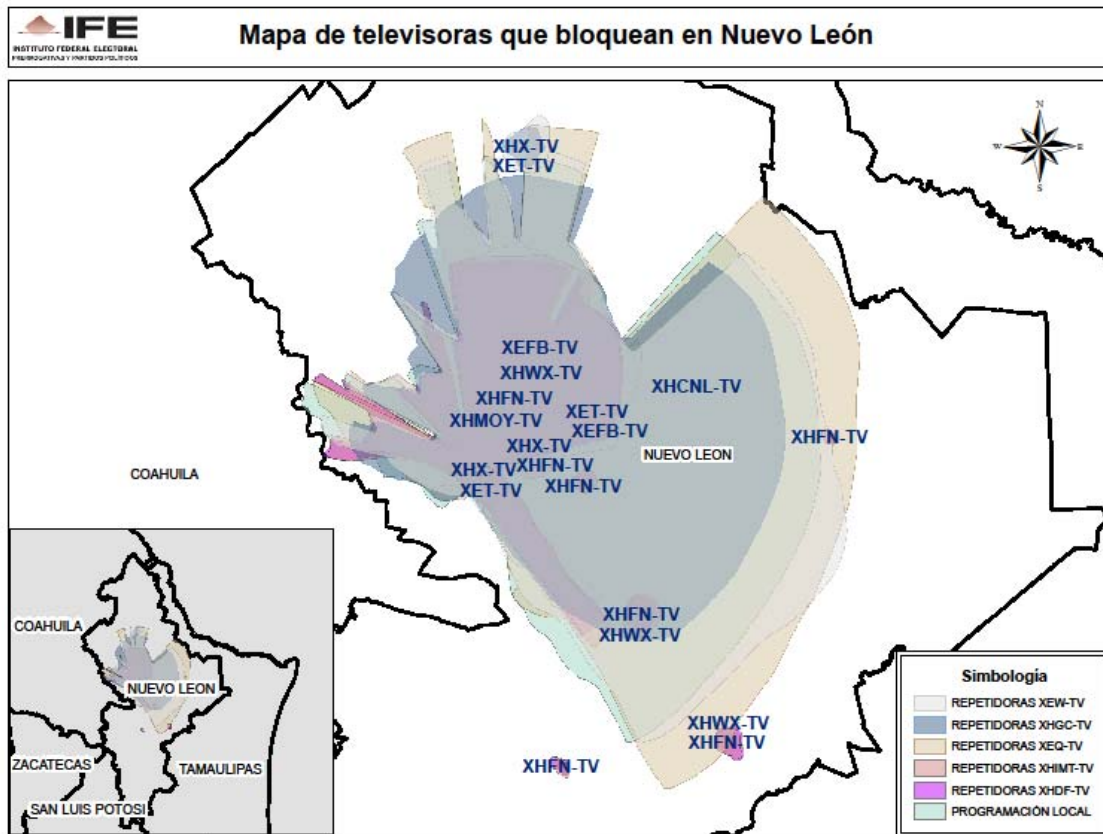 IFE
INSTITUTO FEDERAL ELECTORAL
PRERROGATIVAS Y PARTIDOS POLÍTICOS
Mapa de televisoras que bloquean en Nuevo León
N
W
E
S
XHX-TV
XET-TV
XEFB-TV
XHWX-TV
XHFN-TV
XHMOY-TV
XET-TV
XEFB-TV
XHCNL-TV
XHFN-TV
XHX-TV
NUEVO LEON
XHX-TV
XHFN-TV
XET-TV
XHFN-TV
COAHUILA
XHFN-TV
XHWX-TV
XHWX-TV
XHFN-TV
XHFN-TV
COAHUILA
NUEVO LEON
ZACATECAS
TAMAULIPAS
SAN LUIS POTOSI
Simbología
REPETIDORAS XEW-TV
REPETIDORAS XHGC-TV
REPETIDORAS XEQ-TV
REPETIDORAS XHIMT-TV
REPETIDORAS XHDF-TV
PROGRAMACIÓN LOCAL